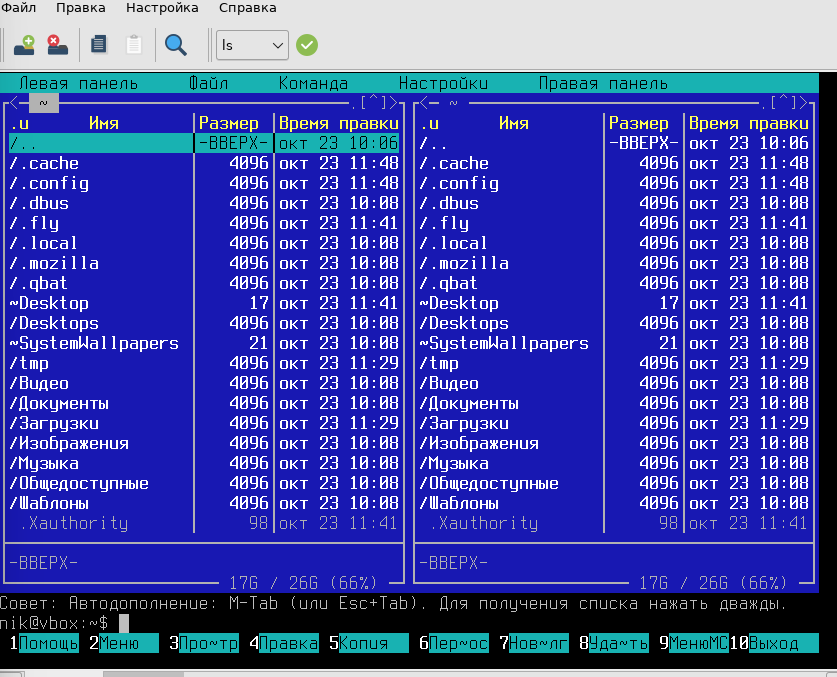 Файл Правка Настройка Справка
ls
Левая панель Файл Команда Настройки Правая панель
<─ ~ ─.[^]> <─ ~ ─.[^]>
.и Имя Размер Время правки .и Имя Размер Время правки
/.. -ВВЕРХ- окт 23 10:06 /.. -ВВЕРХ- окт 23 10:06
/.cache 4096 окт 23 11:48 /.cache 4096 окт 23 11:48
/.config 4096 окт 23 11:48 /.config 4096 окт 23 11:48
/.dbus 4096 окт 23 10:08 /.dbus 4096 окт 23 10:08
/.fly 4096 окт 23 11:41 /.fly 4096 окт 23 11:41
/.local 4096 окт 23 10:08 /.local 4096 окт 23 10:08
/.mozilla 4096 окт 23 10:08 /.mozilla 4096 окт 23 10:08
/.qbat 4096 окт 23 10:08 /.qbat 4096 окт 23 10:08
~Desktop 17 окт 23 11:41 ~Desktop 17 окт 23 11:41
/Desktops 4096 окт 23 10:08 /Desktops 4096 окт 23 10:08
~SystemWallpapers 21 окт 23 10:08 ~SystemWallpapers 21 окт 23 10:08
/tmp 4096 окт 23 11:29 /tmp 4096 окт 23 11:29
/Видео 4096 окт 23 10:08 /Видео 4096 окт 23 10:08
/Документы 4096 окт 23 10:08 /Документы 4096 окт 23 10:08
/Загрузки 4096 окт 23 11:29 /Загрузки 4096 окт 23 11:29
/Изображения 4096 окт 23 10:08 /Изображения 4096 окт 23 10:08
/Музыка 4096 окт 23 10:08 /Музыка 4096 окт 23 10:08
/Общедоступные 4096 окт 23 10:08 /Общедоступные 4096 окт 23 10:08
/Шаблоны 4096 окт 23 10:08 /Шаблоны 4096 окт 23 10:08
.Xauthority 98 окт 23 11:41 .Xauthority 98 окт 23 11:41
-ВВЕРХ- -ВВЕРХ-
17G / 26G (66%) 17G / 26G (66%)
Совет: Автодополнение: M-Tab (или Esc+Tab). Для получения списка нажать дважды.
nik@vbox:~$
1Помощь 2Меню 3Про~тр 4Правка 5Копия 6Пер~ос 7Нов~лг 8Уда~ть 9МенюMC 10Выход